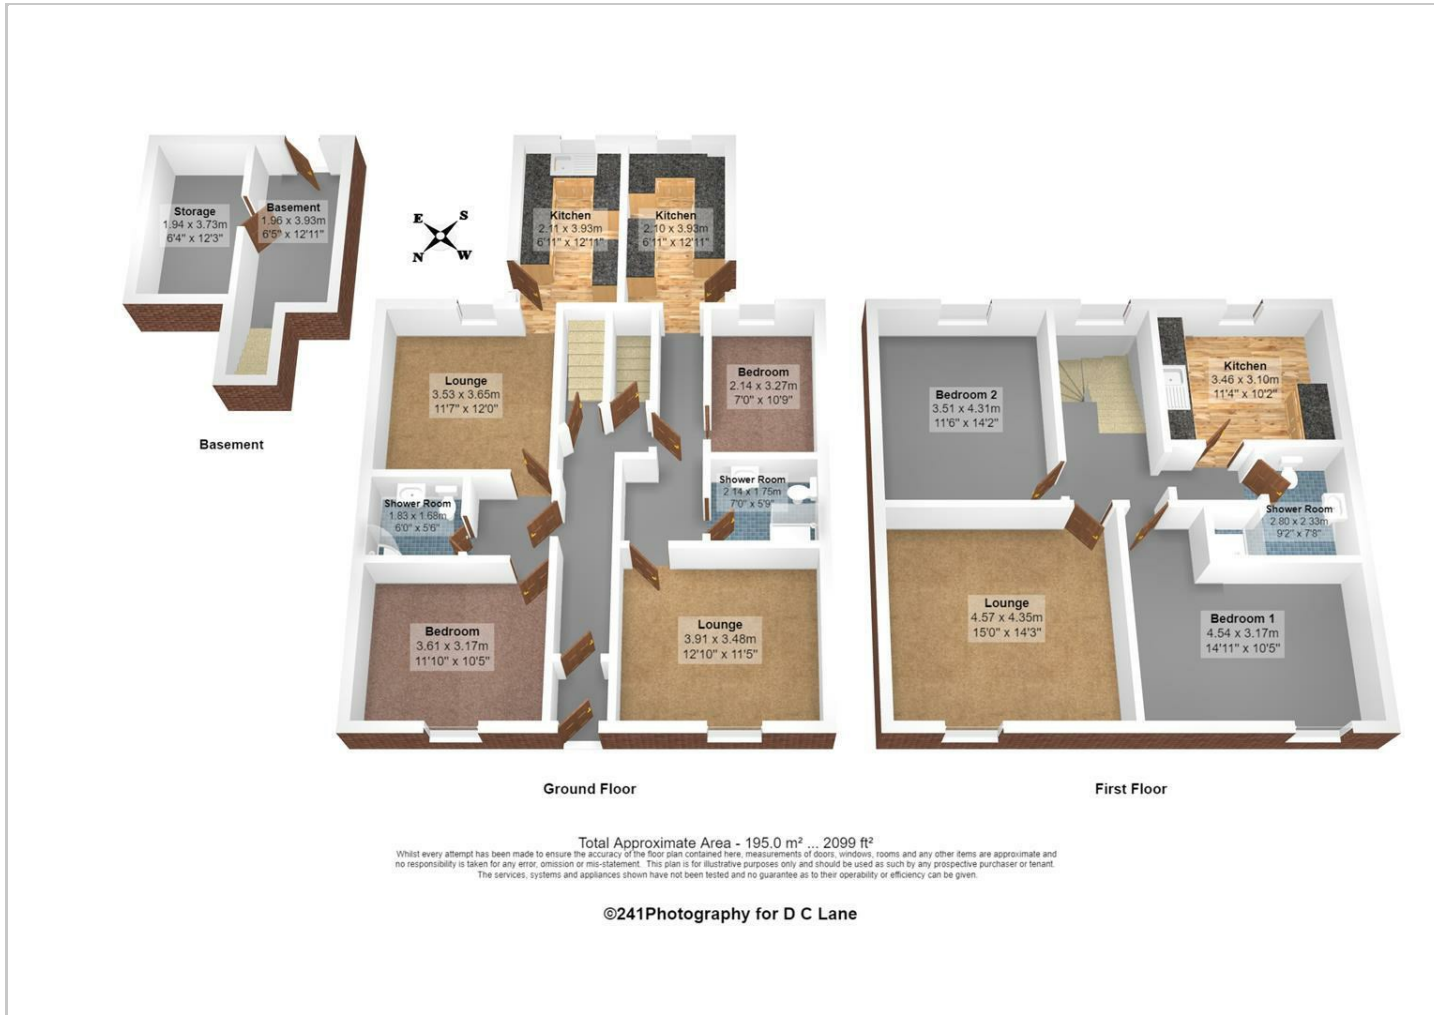 Storage
1.94 x 3.73m
6'4" x 12'3"
Basement
1.96 x 3.93m
6'5" x 12'11"
Basement
E
S
N
W
Kitchen
2.11 x 3.93m
6'11" x 12'11"
Kitchen
2.10 x 3.93m
6'11" x 12'11"
Lounge
3.53 x 3.65m
11'7" x 12'0"
Bedroom
2.14 x 3.27m
7'0" x 10'9"
Shower Room
1.83 x 1.68m
6'0" x 5'6"
Shower Room
2.14 x 1.75m
7'0" x 5'9"
Bedroom
3.61 x 3.17m
11'10" x 10'5"
Lounge
3.91 x 3.48m
12'10" x 11'5"
Ground Floor
Bedroom 2
3.51 x 4.31m
11'6" x 14'2"
Kitchen
3.46 x 3.10m
11'4" x 10'2"
Shower Room
2.80 x 2.33m
9'2" x 7'8"
Lounge
4.57 x 4.35m
15'0" x 14'3"
Bedroom 1
4.54 x 3.17m
14'11" x 10'5"
First Floor
Total Approximate Area - 195.0 m² ... 2099 ft²
Whilst every attempt has been made to ensure the accuracy of the floor plan contained here, measurements of doors, windows, rooms and any other items are approximate and
no responsibility is taken for any error, omission or mis-statement. This plan is for illustrative purposes only and should be used as such by any prospective purchaser or tenant.
The services, systems and appliances shown have not been tested and no guarantee as to their operability or efficiency can be given.
©241Photography for D C Lane